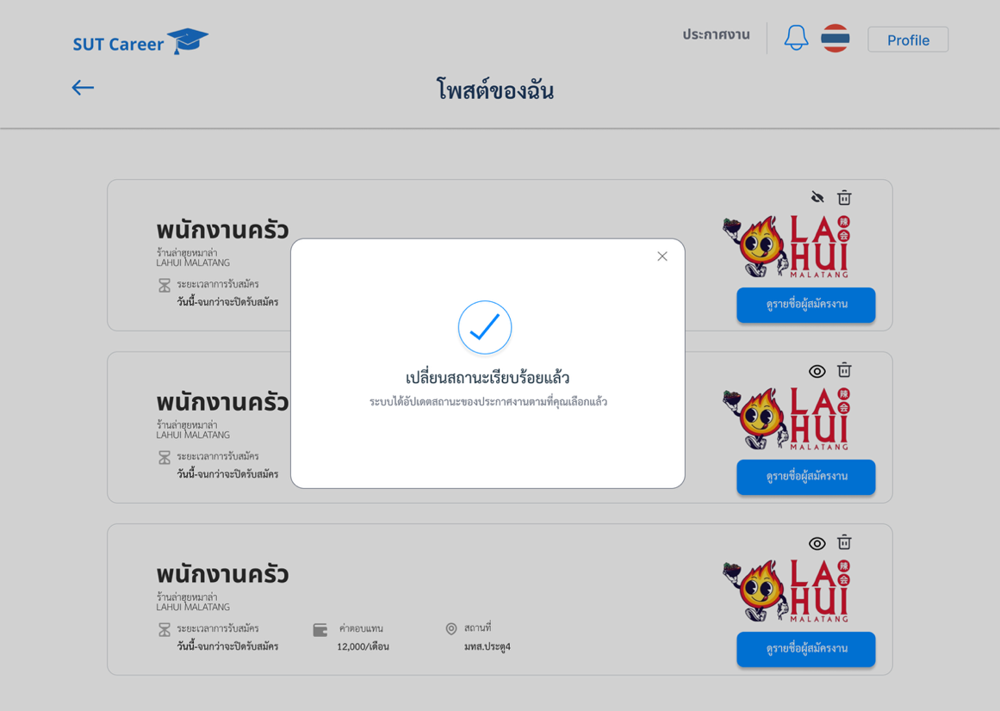 SUT Career
ประกาศงาน
Profile
โพสต์ของฉัน
พนักงานครัว
ร้านล่าฮุยหมาล่า
LAHUI MALATANG
ระยะเวลาการรับสมัคร
วันนี้-จนกว่าจะปิดรับสมัคร
LA辣
HUI会
MALATANG
ดูรายชื่อผู้สมัครงาน
เปลี่ยนสถานะเรียบร้อยแล้ว
ระบบได้อัปเดตสถานะของประกาศงานตามที่คุณเลือกแล้ว
พนักงานครัว
ร้านล่าฮุยหมาล่า
LAHUI MALATANG
ระยะเวลาการรับสมัคร
วันนี้-จนกว่าจะปิดรับสมัคร
LA辣
HUI会
MALATANG
ดูรายชื่อผู้สมัครงาน
พนักงานครัว
ร้านล่าฮุยหมาล่า
LAHUI MALATANG
ระยะเวลาการรับสมัคร
วันนี้-จนกว่าจะปิดรับสมัคร
ค่าตอบแทน
12,000/เดือน
สถานที่
มทส.ประตู4
LA辣
HUI会
MALATANG
ดูรายชื่อผู้สมัครงาน